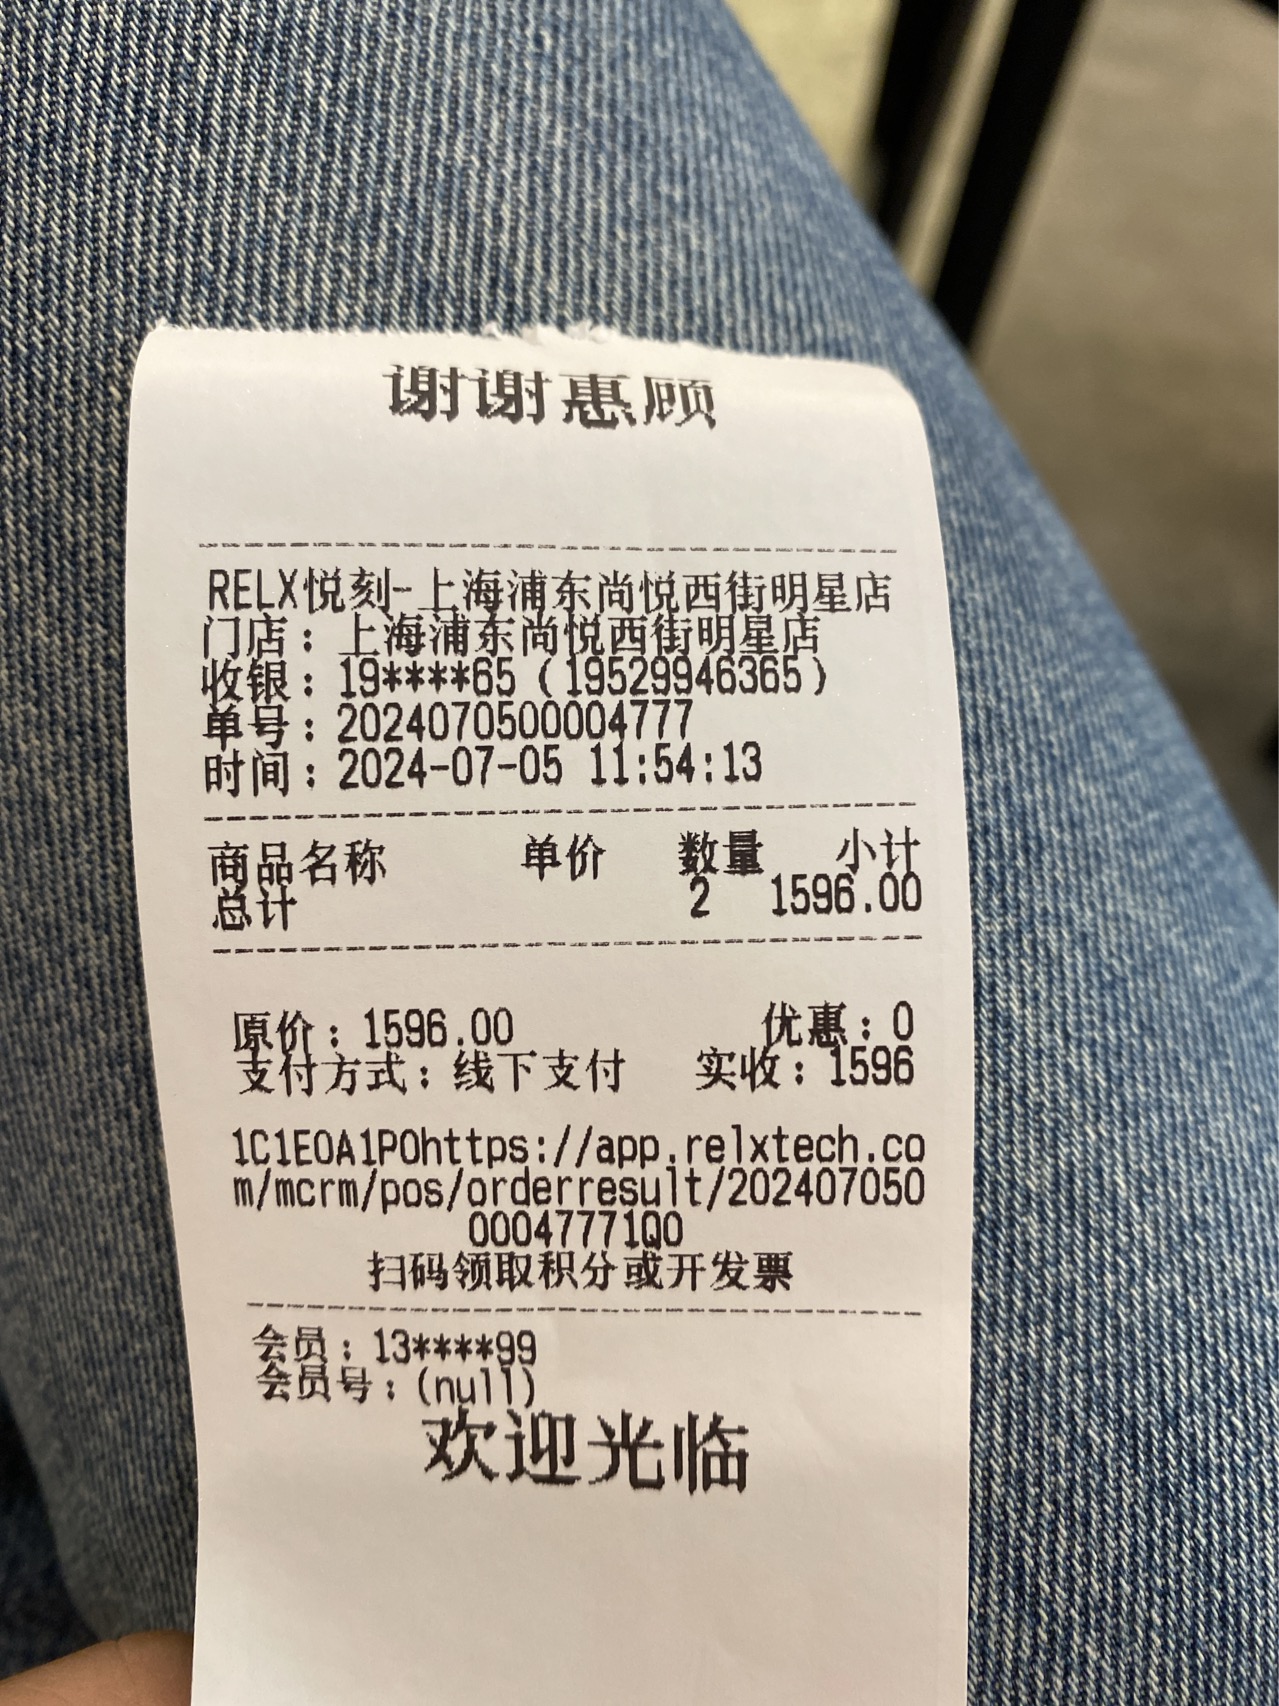 谢谢惠顾
RELX悦刻-上海浦东尚悦西街明星店
门店：上海浦东尚悦西街明星店
收银：19****65（19529946365）
单号：2024070500004777
时间：2024-07-05 11:54:13
商品名称 单价 数量 小计
总计 2 1596.00
原价：1596.00 优惠：0
支付方式：线下支付 实收：1596
1C1E0A1P0https://app.relxtech.co
m/mcrm/pos/orderresult/202407050
00047771Q0
扫码领取积分或开发票
会员：13****99
会员号：(null)
欢迎光临